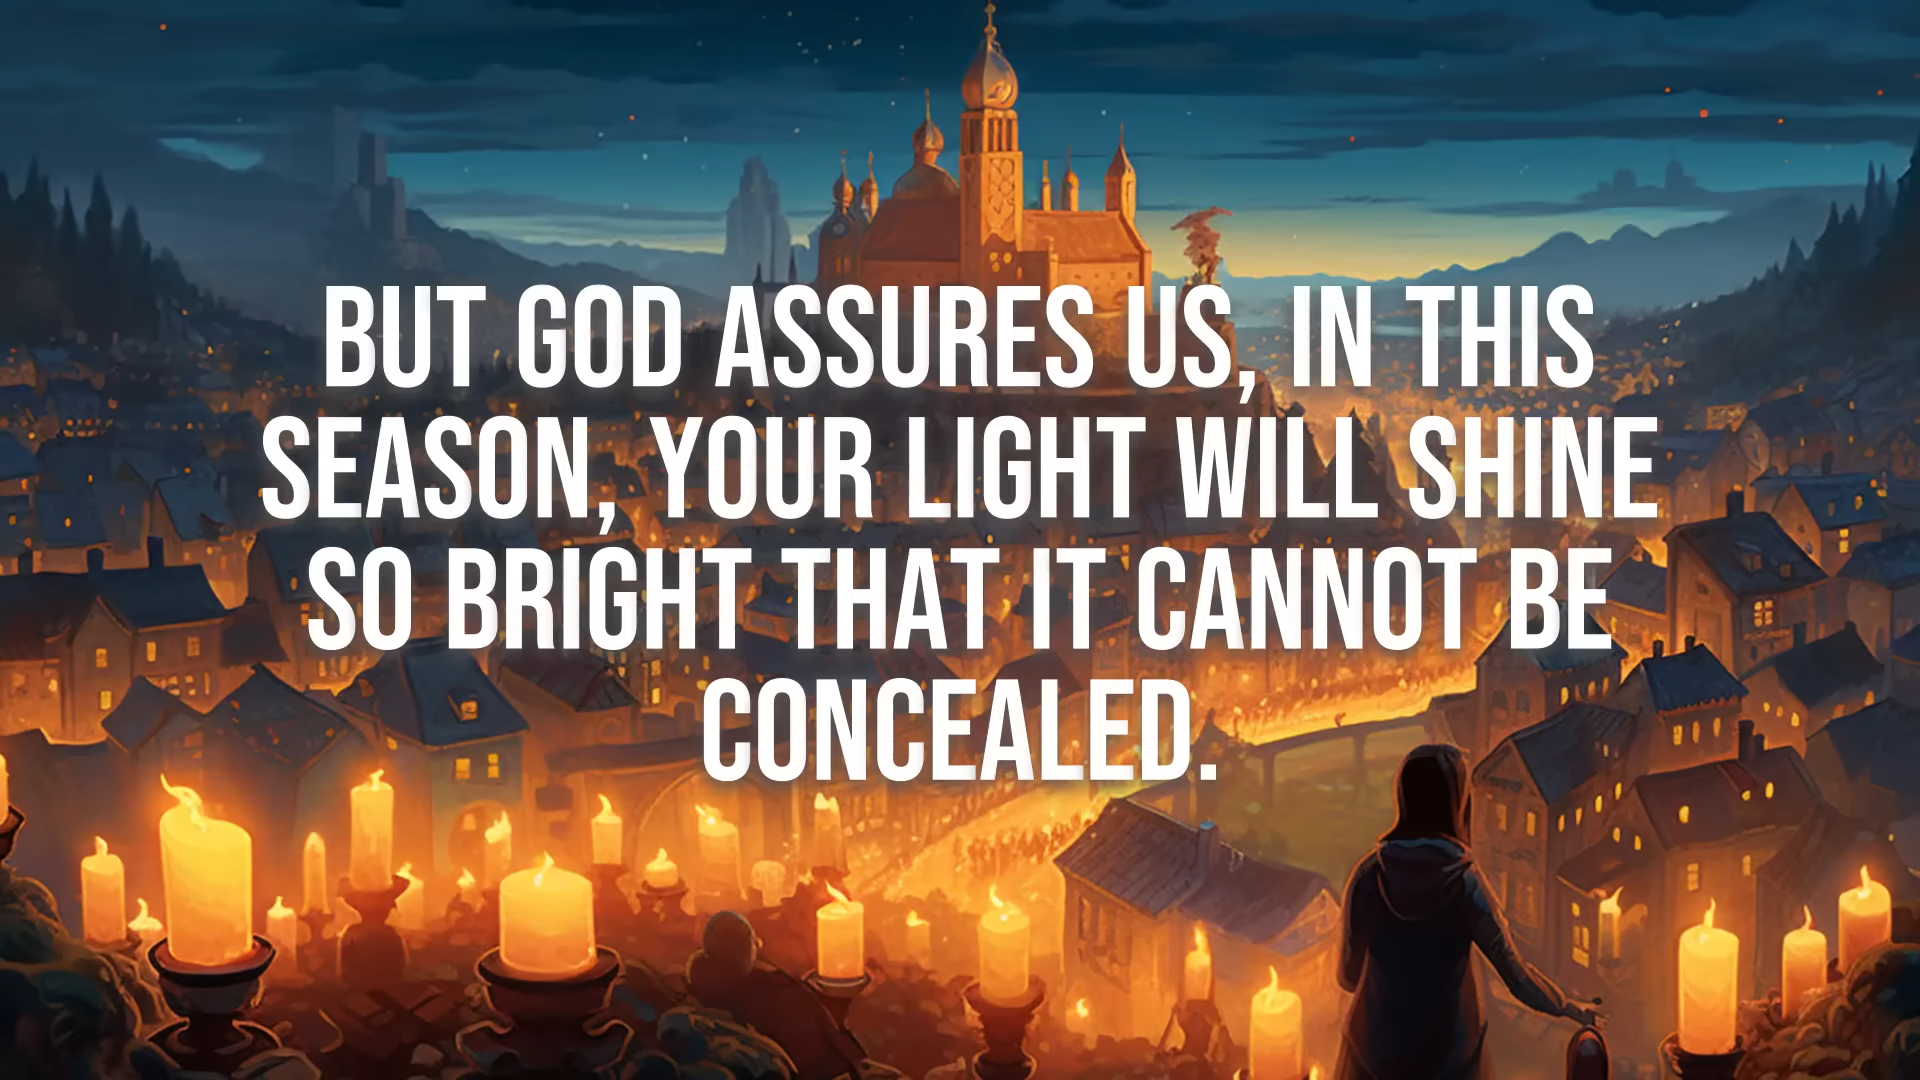 BUT GOD ASSURES US, IN THIS
SEASON, YOUR LIGHT WILL SHINE
SO BRIGHT THAT IT CANNOT BE
CONCEALED.